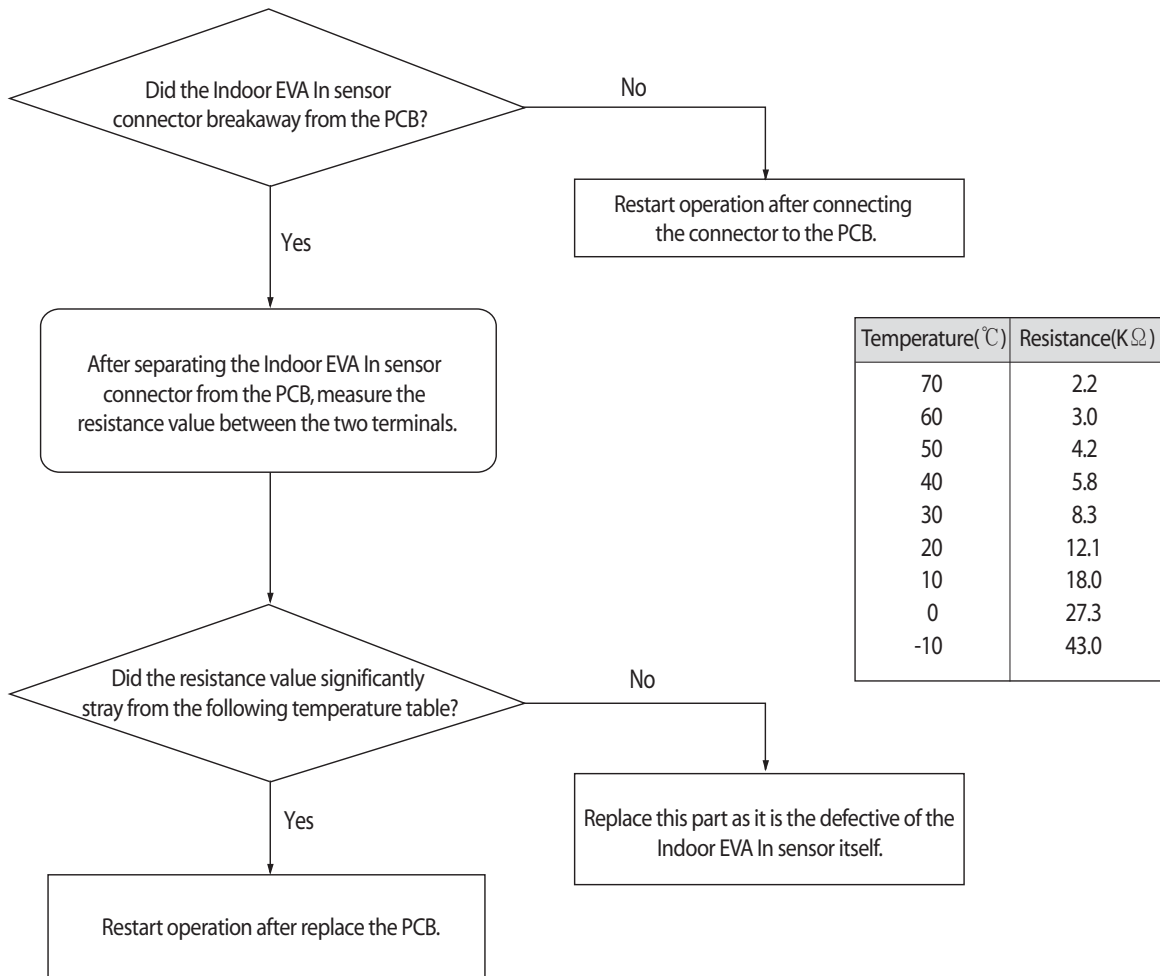 Did the Indoor EVA In sensor
connector breakaway from the PCB?
No
Restart operation after connecting
the connector to the PCB.
Yes
After separating the Indoor EVA In sensor
connector from the PCB, measure the
resistance value between the two terminals.
Temperature(℃) Resistance(KΩ)
70 2.2
60 3.0
50 4.2
40 5.8
30 8.3
20 12.1
10 18.0
0 27.3
-10 43.0
Did the resistance value significantly
stray from the following temperature table?
No
Replace this part as it is the defective of the
Indoor EVA In sensor itself.
Yes
Restart operation after replace the PCB.